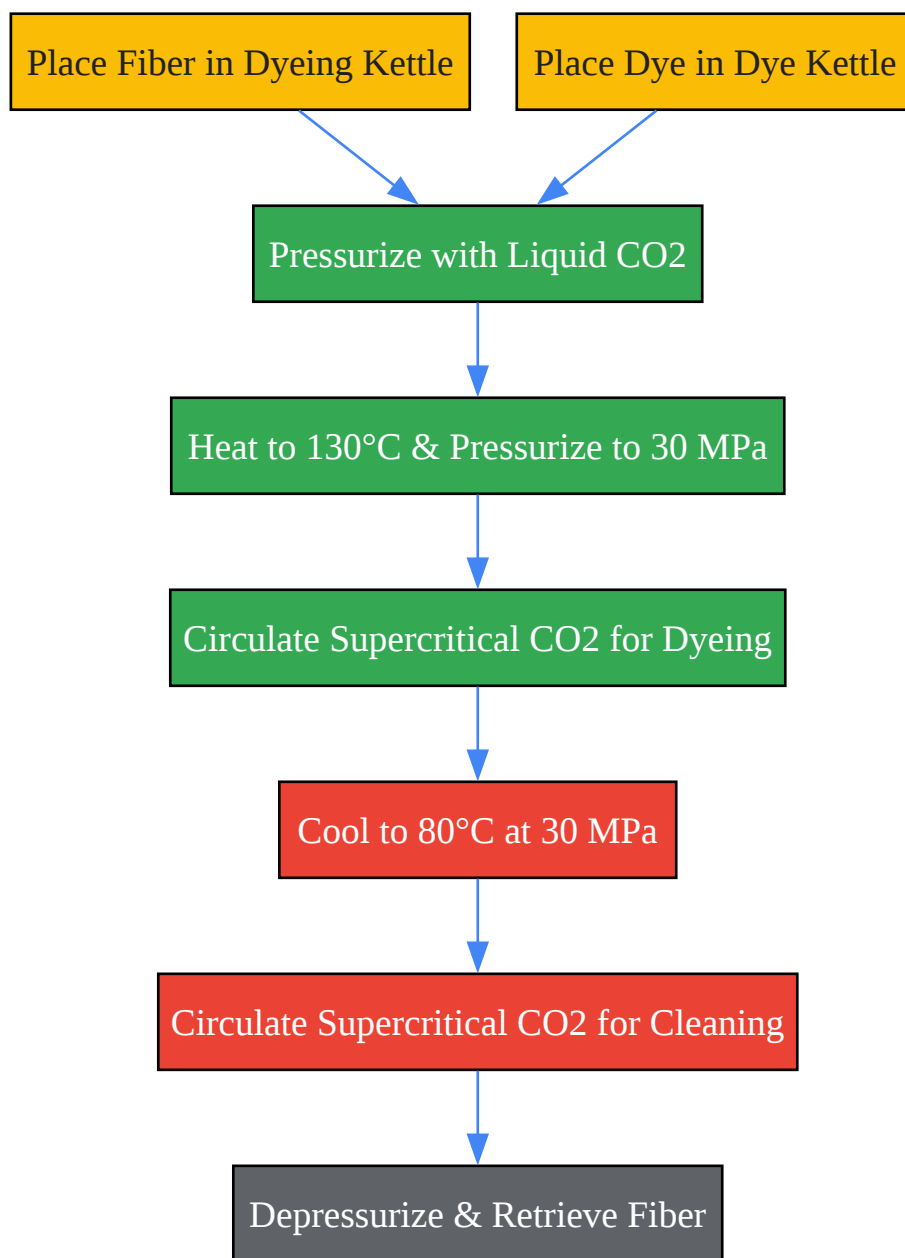 Place Fiber in Dyeing Kettle
Place Dye in Dye Kettle
Pressurize with Liquid CO2
Heat to 130°C & Pressurize to 30 MPa
Circulate Supercritical CO2 for Dyeing
Cool to 80°C at 30 MPa
Circulate Supercritical CO2 for Cleaning
Depressurize & Retrieve Fiber